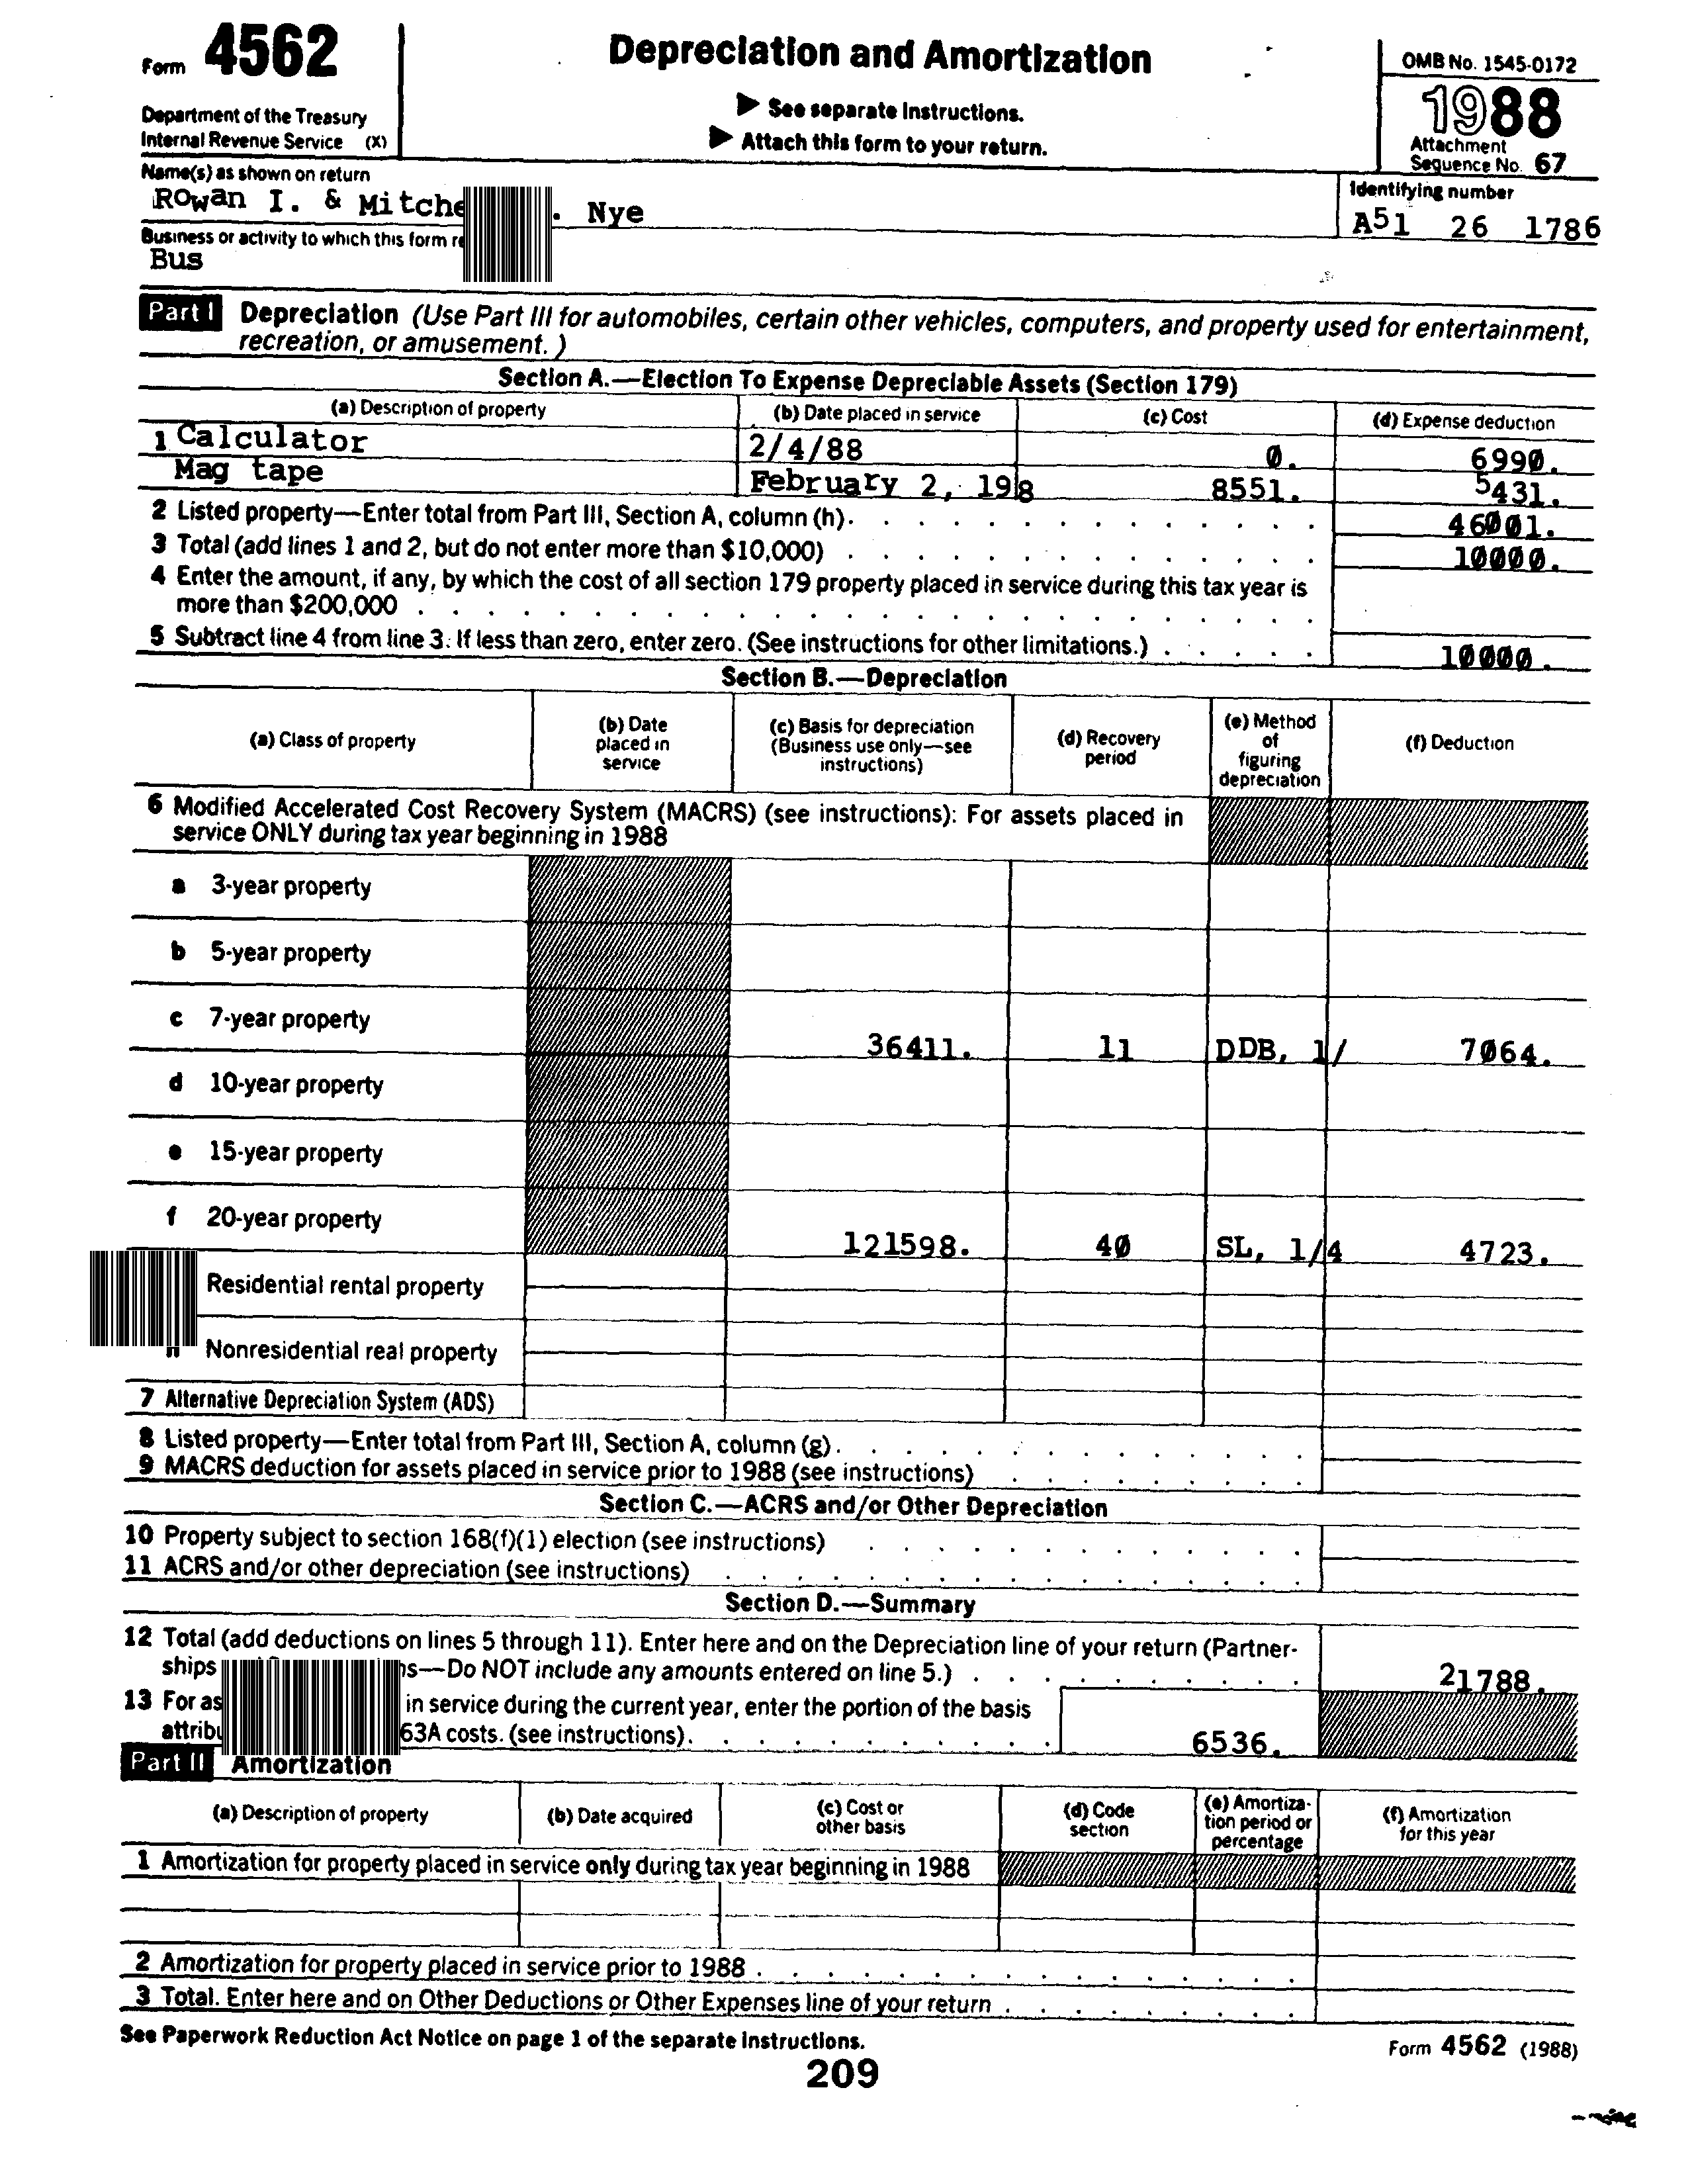 Form 4562
Depreciation and Amortization
OMB No. 1545-0172
▶ See separate Instructions.
▶ Attach this form to your return.
1988
Department of the Treasury
Internal Revenue Service (X)
Attachment
Sequence No. 67
Name(s) as shown on return
Identifying number
Rowan I. & Mitche . Nye
A51 26 1786
Business or activity to which this form
Bus
Part I Depreciation (Use Part III for automobiles, certain other vehicles, computers, and property used for entertainment,
recreation, or amusement.)
Section A.—Election To Expense Depreciable Assets (Section 179)
(a) Description of property (b) Date placed in service (c) Cost (d) Expense deduction
1 Calculator 2/4/88 0. 6990.
Mag tape February 2, 198 8551. 5431.
2 Listed property—Enter total from Part III, Section A, column (h). 46001.
3 Total (add lines 1 and 2, but do not enter more than $10,000) 10000.
4 Enter the amount, if any, by which the cost of all section 179 property placed in service during this tax year is
more than $200,000
5 Subtract line 4 from line 3. If less than zero, enter zero. (See instructions for other limitations.) 10000.
Section B.—Depreciation
(a) Class of property
(b) Date placed in service
(c) Basis for depreciation (Business use only—see instructions)
(d) Recovery period
(e) Method of figuring depreciation
(f) Deduction
6 Modified Accelerated Cost Recovery System (MACRS) (see instructions): For assets placed in
service ONLY during tax year beginning in 1988
a 3-year property
b 5-year property
c 7-year property 36411. 11 DDB, 1/ 7064.
d 10-year property
e 15-year property
f 20-year property 121598. 40 SL, 1/4 4723.
Residential rental property
h Nonresidential real property
7 Alternative Depreciation System (ADS)
8 Listed property—Enter total from Part III, Section A, column (g).
9 MACRS deduction for assets placed in service prior to 1988 (see instructions)
Section C.—ACRS and/or Other Depreciation
10 Property subject to section 168(f)(1) election (see instructions)
11 ACRS and/or other depreciation (see instructions)
Section D.—Summary
12 Total (add deductions on lines 5 through 11). Enter here and on the Depreciation line of your return (Partner-
ships ns—Do NOT include any amounts entered on line 5.) 21788.
13 For as in service during the current year, enter the portion of the basis
attribu 63A costs. (see instructions). 6536.
Part II Amortization
(a) Description of property
(b) Date acquired
(c) Cost or other basis
(d) Code section
(e) Amortiza- tion period or percentage
(f) Amortization for this year
1 Amortization for property placed in service only during tax year beginning in 1988
2 Amortization for property placed in service prior to 1988
3 Total. Enter here and on Other Deductions or Other Expenses line of your return
See Paperwork Reduction Act Notice on page 1 of the separate Instructions.
Form 4562 (1988)
209